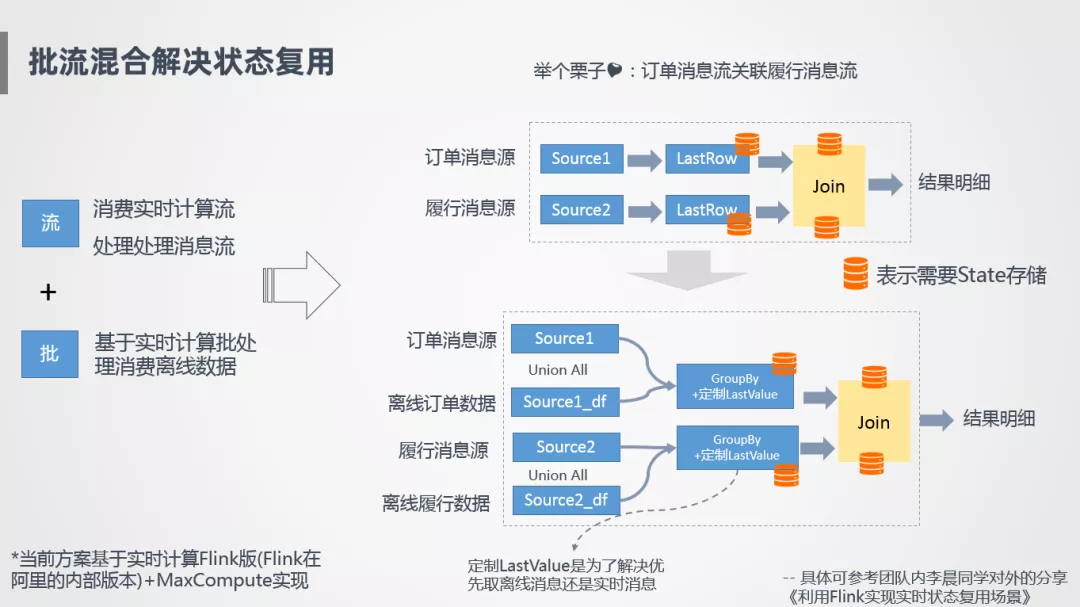 批流混合解决状态复用
举个栗子🌰：订单消息流关联履行消息流
流
消费实时计算流
处理处理消息流
+
批
基于实时计算批处
理消费离线数据
订单消息源
Source1
LastRow
履行消息源
Source2
LastRow
Join
结果明细
表示需要State存储
订单消息源
Source1
Union All
离线订单数据
Source1_df
履行消息源
Source2
Union All
离线履行数据
Source2_df
GroupBy
+定制LastValue
GroupBy
+定制LastValue
Join
结果明细
定制LastValue是为了解决优
先取离线消息还是实时消息
*当前方案基于实时计算Flink版(Flink在
阿里的内部版本)+MaxCompute实现
-- 具体可参考团队内李晨同学对外的分享
《利用Flink实现实时状态复用场景》